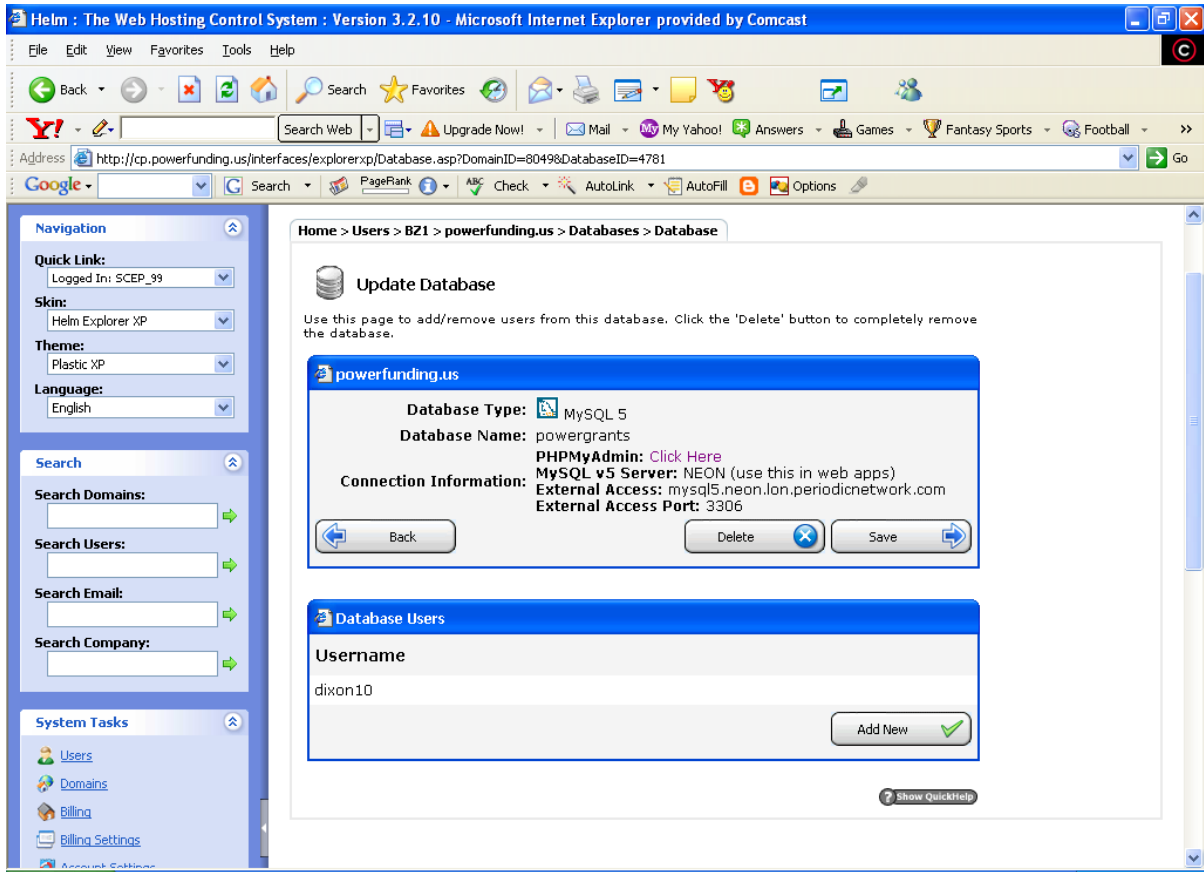 Helm : The Web Hosting Control System : Version 3.2.10 - Microsoft Internet Explorer provided by Comcast
File Edit View Favorites Tools Help
Back Search Favorites
Y! Search Web Upgrade Now! Mail My Yahoo! Answers Games Fantasy Sports Football »
Address http://cp.powerfunding.us/interfaces/explorerxp/Database.asp?DomainID=8049&DatabaseID=4781 Go
Google G Search PageRank ABC Check AutoLink AutoFill Options
Navigation
Quick Link:
Logged In: SCEP_99
Skin:
Helm Explorer XP
Theme:
Plastic XP
Language:
English
Search
Search Domains:
Search Users:
Search Email:
Search Company:
System Tasks
Users
Domains
Billing
Billing Settings
Account Settings
Home > Users > BZ1 > powerfunding.us > Databases > Database
Update Database
Use this page to add/remove users from this database. Click the 'Delete' button to completely remove
the database.
powerfunding.us
Database Type: MySQL 5
Database Name: powergrants
Connection Information: PHPMyAdmin: Click Here
MySQL v5 Server: NEON (use this in web apps)
External Access: mysql5.neon.lon.periodicnetwork.com
External Access Port: 3306
Back Delete Save
Database Users
Username
dixon10
Add New
? Show QuickHelp